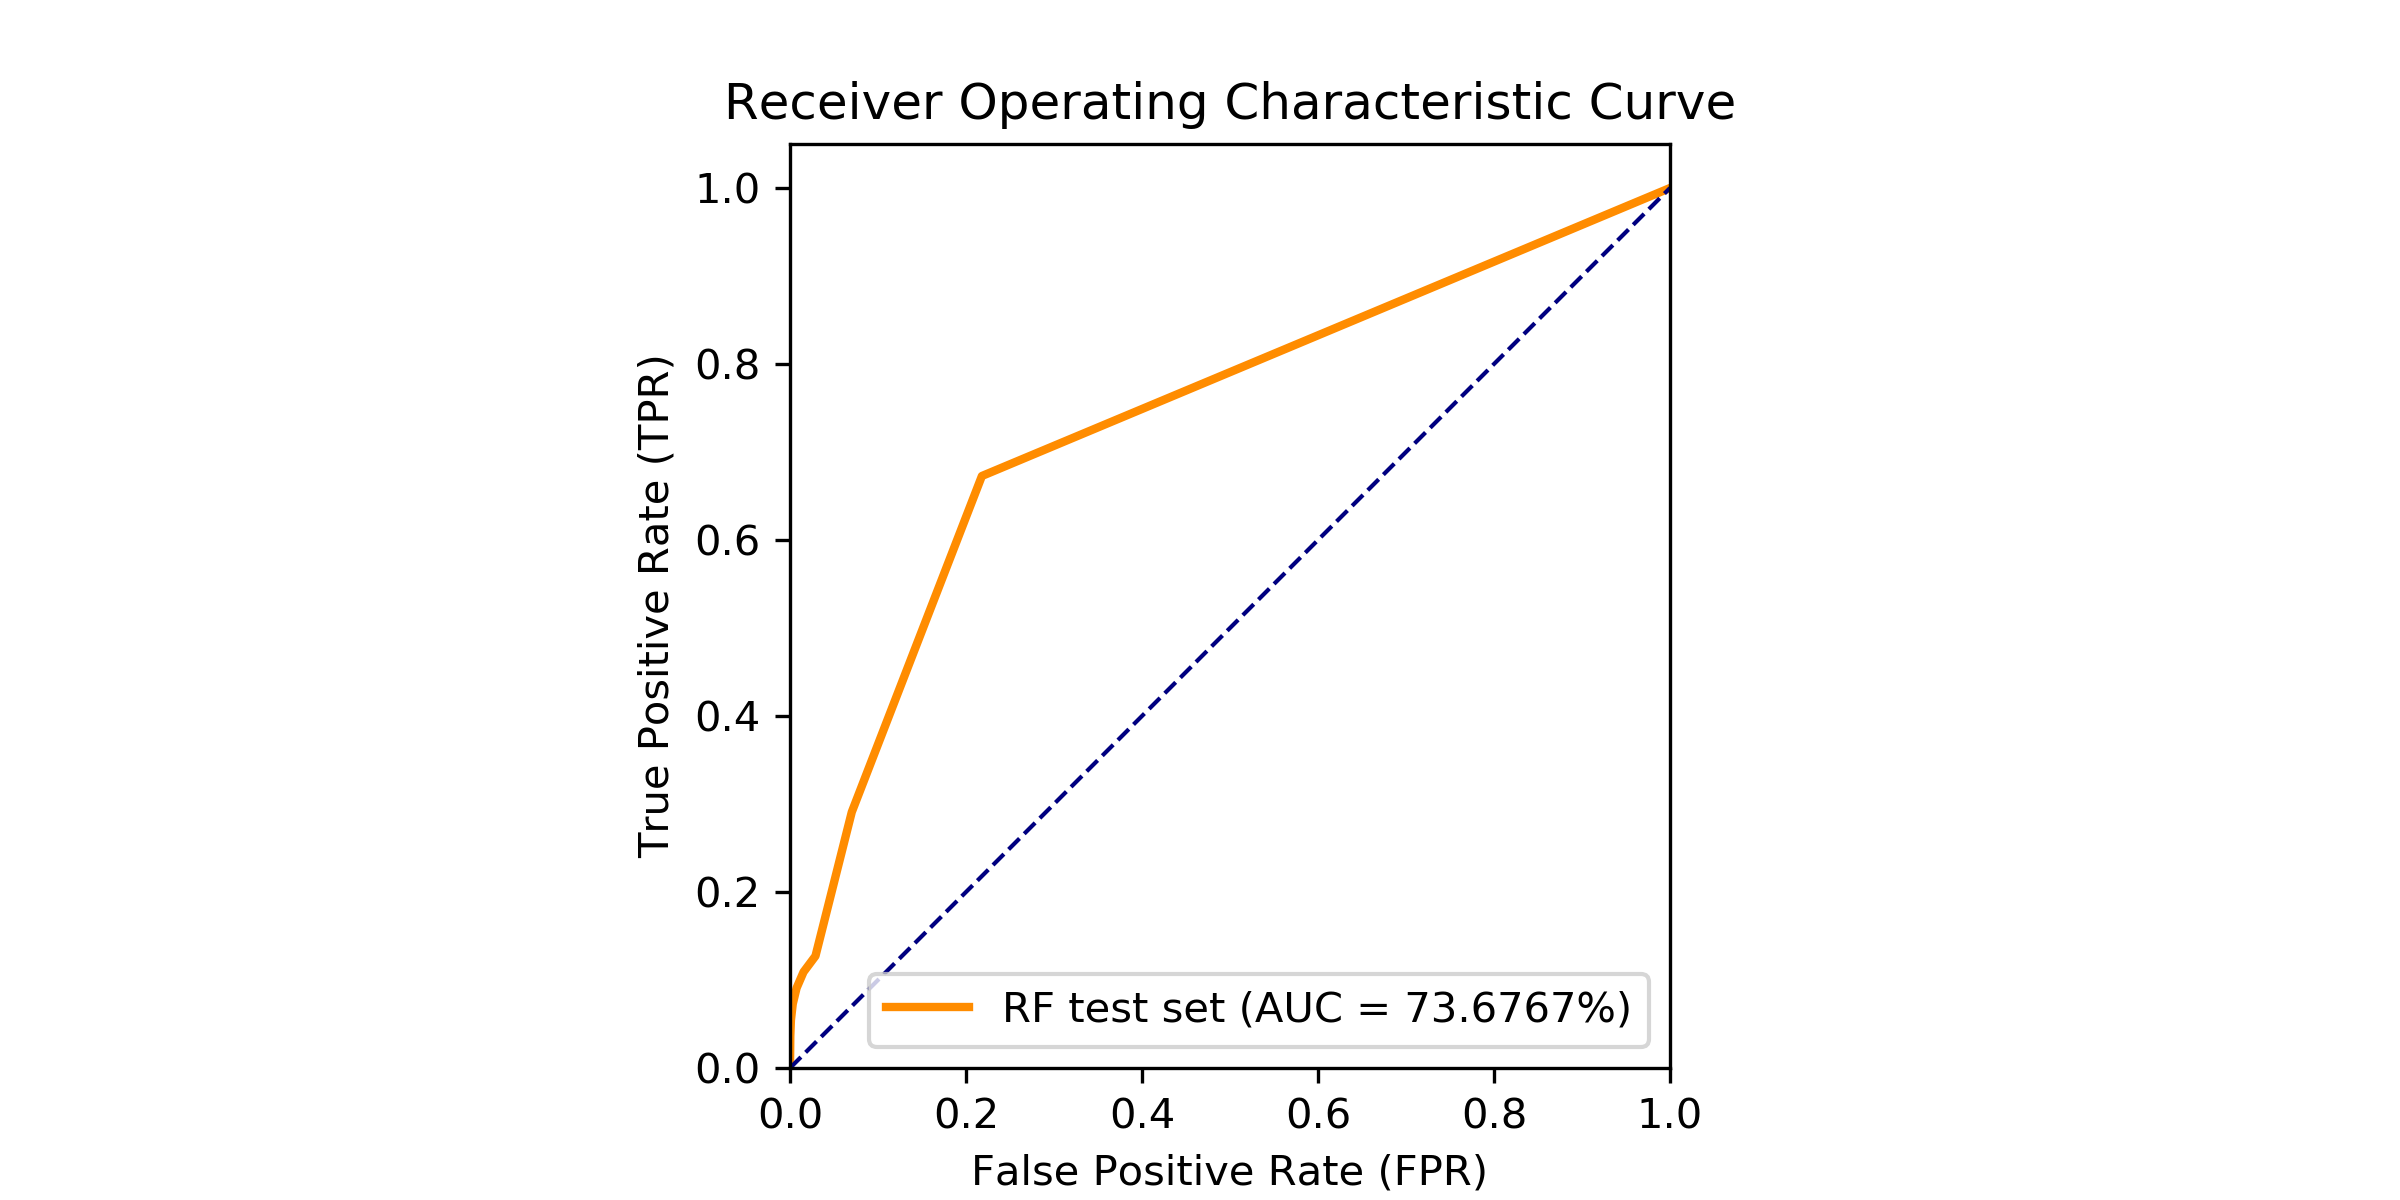 Receiver Operating Characteristic Curve
True Positive Rate (TPR)
1.0
0.8
0.6
0.4
0.2
0.0
RF test set (AUC = 73.6767%)
0.0 0.2 0.4 0.6 0.8 1.0
False Positive Rate (FPR)